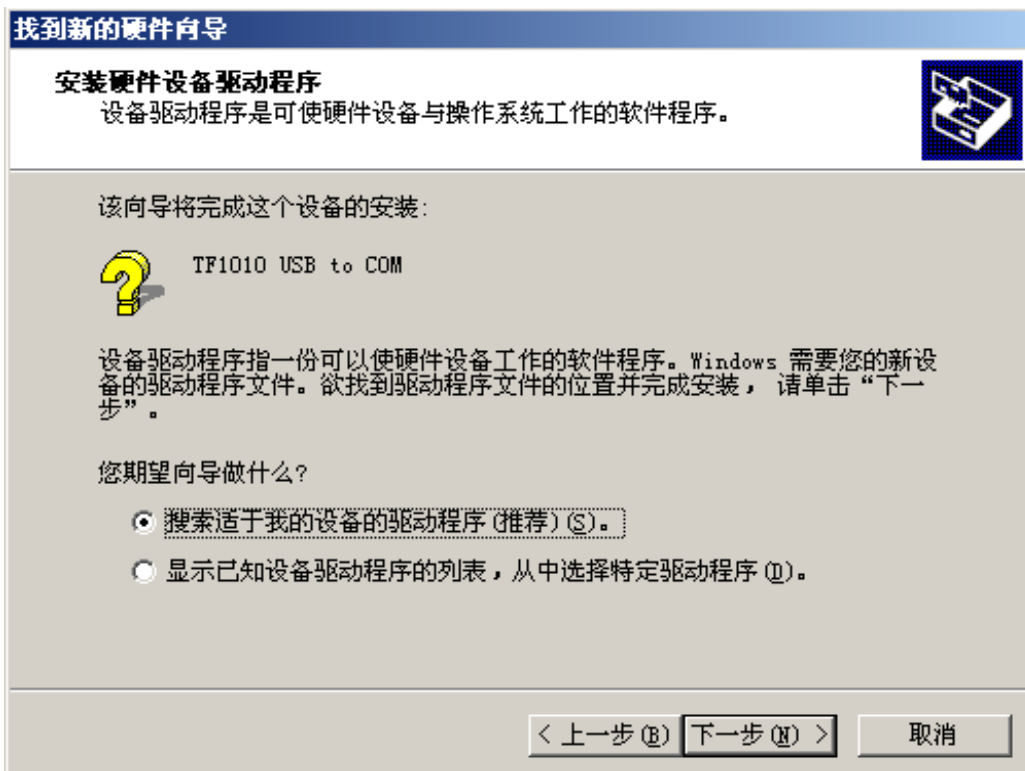 找到新的硬件向导
安装硬件设备驱动程序
设备驱动程序是可使硬件设备与操作系统工作的软件程序。
该向导将完成这个设备的安装:
TF1010 USB to COM
设备驱动程序指一份可以使硬件设备工作的软件程序。Windows 需要您的新设
备的驱动程序文件。欲找到驱动程序文件的位置并完成安装， 请单击“下一
步”。
您期望向导做什么?
搜索适于我的设备的驱动程序(推荐)(S)。
显示已知设备驱动程序的列表，从中选择特定驱动程序(D)。
< 上一步(B) 下一步(N) > 取消